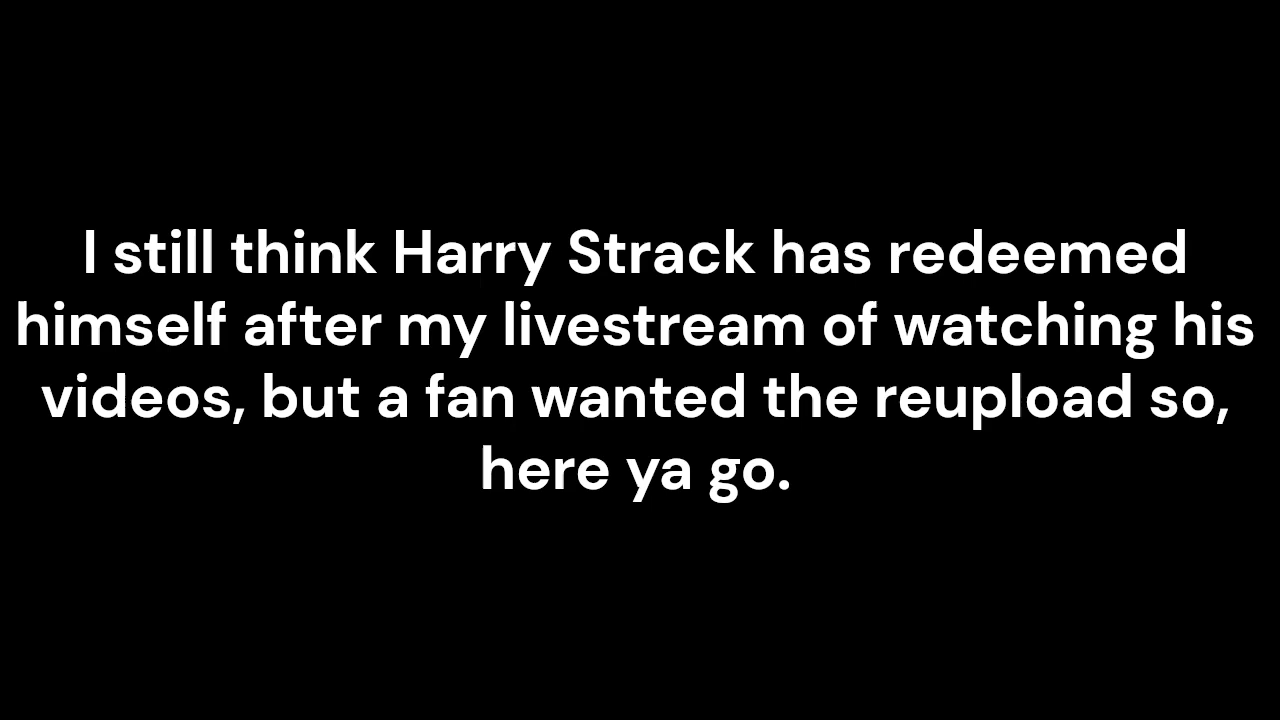 I still think Harry Strack has redeemed
himself after my livestream of watching his
videos, but a fan wanted the reupload so,
here ya go.